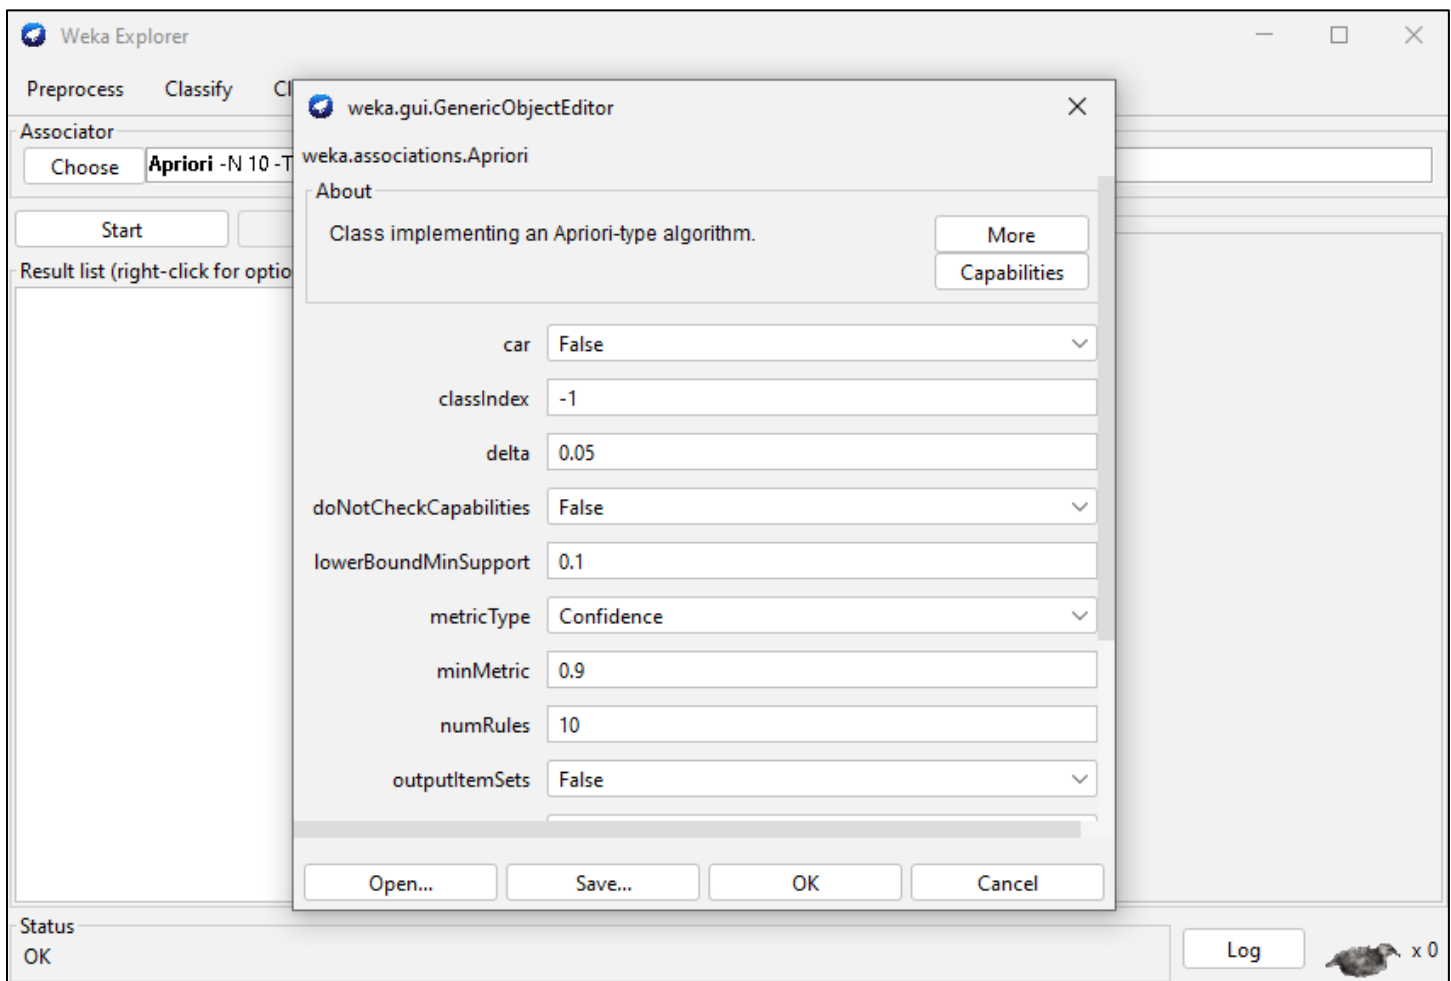 Weka Explorer
Preprocess Classify Cl
weka.gui.GenericObjectEditor
Associator
Choose Apriori -N 10 -T
weka.associations.Apriori
About
Class implementing an Apriori-type algorithm.
More
Capabilities
Start
Result list (right-click for optio
car False
classIndex -1
delta 0.05
doNotCheckCapabilities False
lowerBoundMinSupport 0.1
metricType Confidence
minMetric 0.9
numRules 10
outputItemSets False
Open... Save... OK Cancel
Status
OK
Log x 0